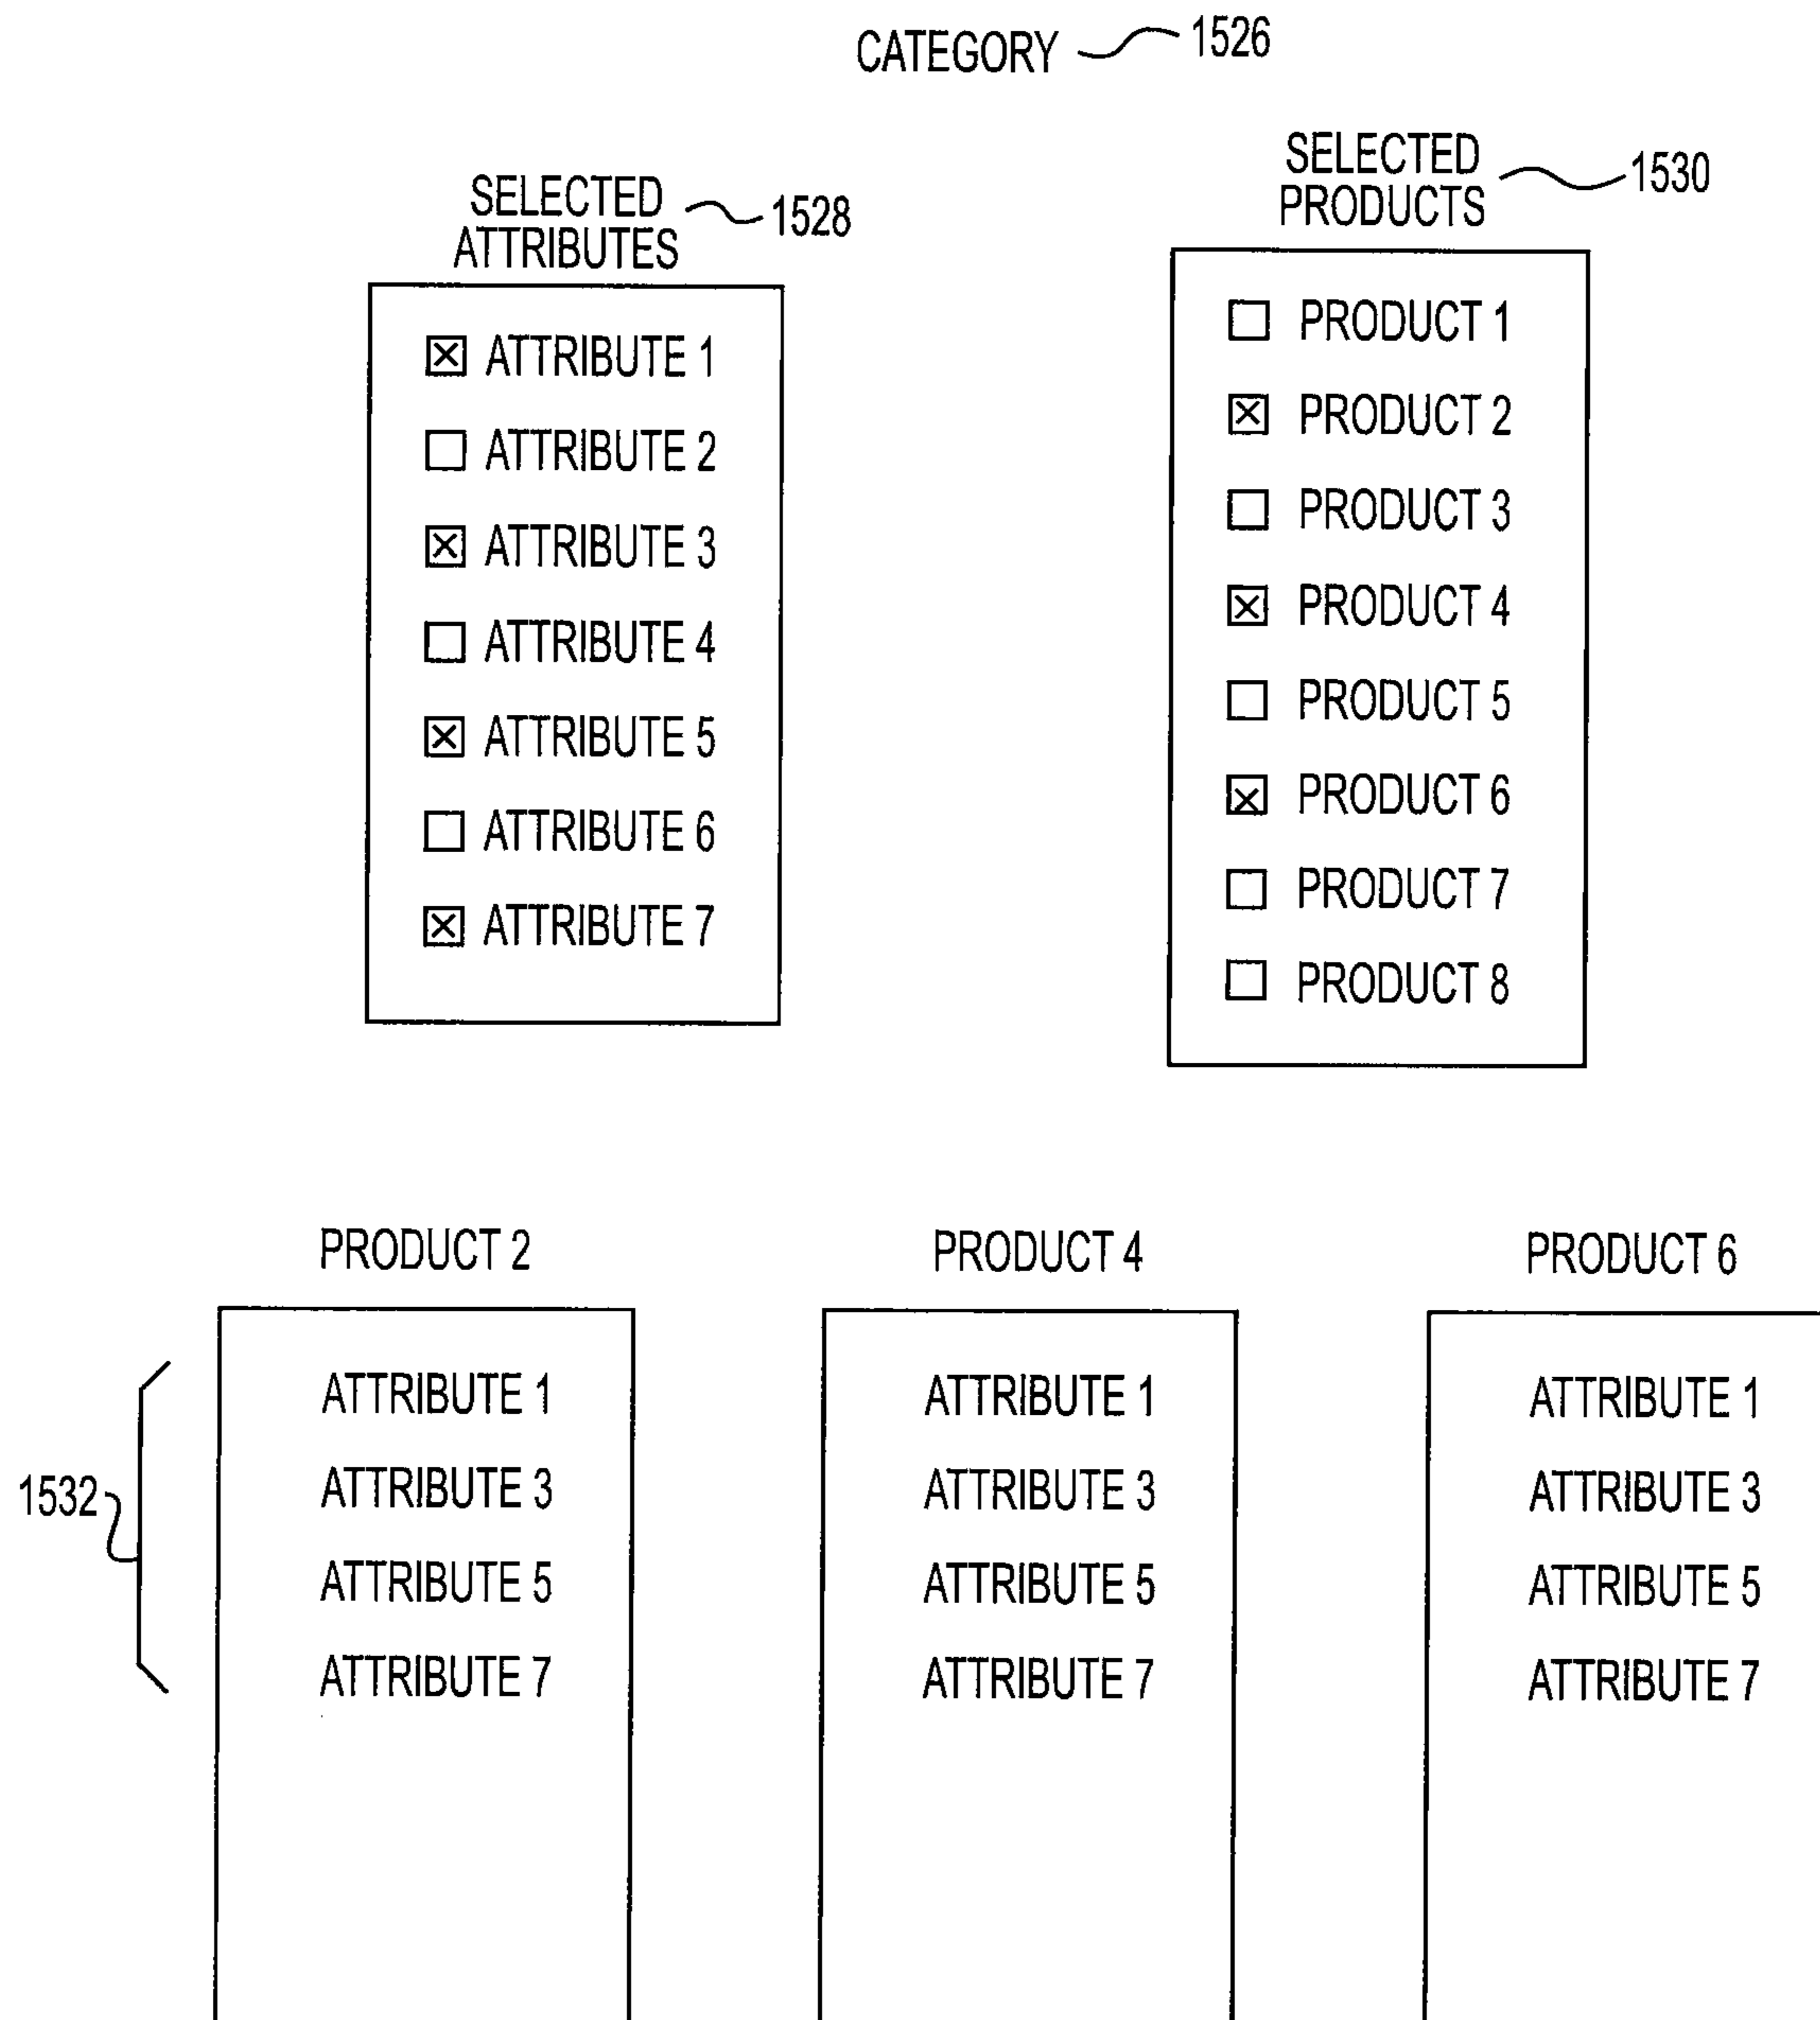 CATEGORY 1526
SELECTED
ATTRIBUTES
1528
ATTRIBUTE 1
ATTRIBUTE 2
ATTRIBUTE 3
ATTRIBUTE 4
ATTRIBUTE 5
ATTRIBUTE 6
ATTRIBUTE 7
SELECTED
PRODUCTS
1530
PRODUCT 1
PRODUCT 2
PRODUCT 3
PRODUCT 4
PRODUCT 5
PRODUCT 6
PRODUCT 7
PRODUCT 8
1532
PRODUCT 2
ATTRIBUTE 1
ATTRIBUTE 3
ATTRIBUTE 5
ATTRIBUTE 7
PRODUCT 4
ATTRIBUTE 1
ATTRIBUTE 3
ATTRIBUTE 5
ATTRIBUTE 7
PRODUCT 6
ATTRIBUTE 1
ATTRIBUTE 3
ATTRIBUTE 5
ATTRIBUTE 7